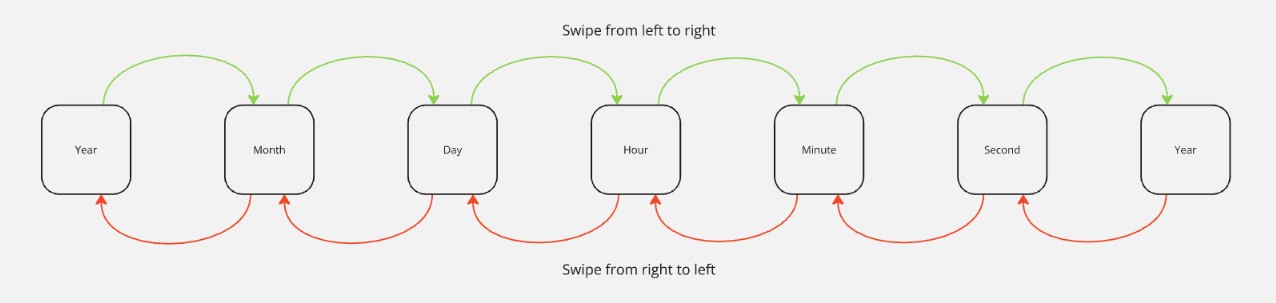 Swipe from left to right
Year
Month
Day
Hour
Minute
Second
Year
Swipe from right to left